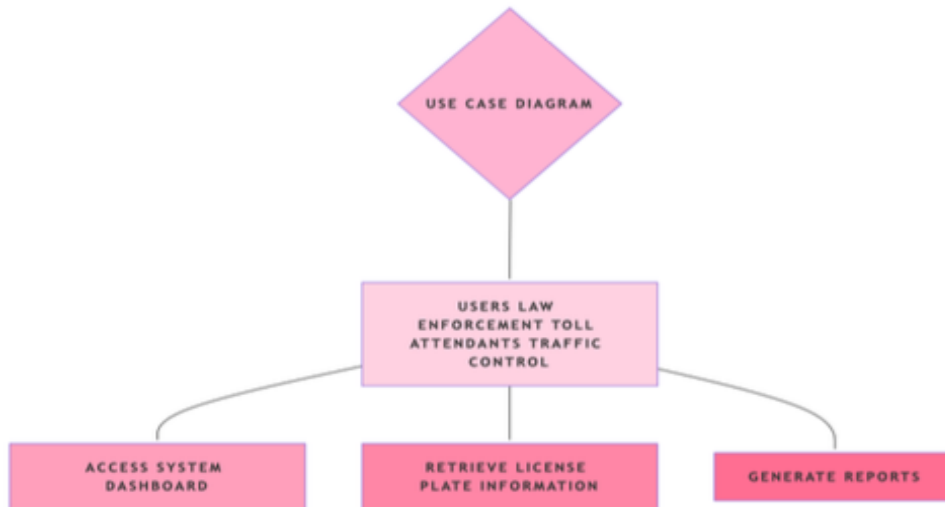 USE CASE DIAGRAM
USERS LAW
ENFORCEMENT TOLL
ATTENDANTS TRAFFIC
CONTROL
ACCESS SYSTEM
DASHBOARD
RETRIEVE LICENSE
PLATE INFORMATION
GENERATE REPORTS